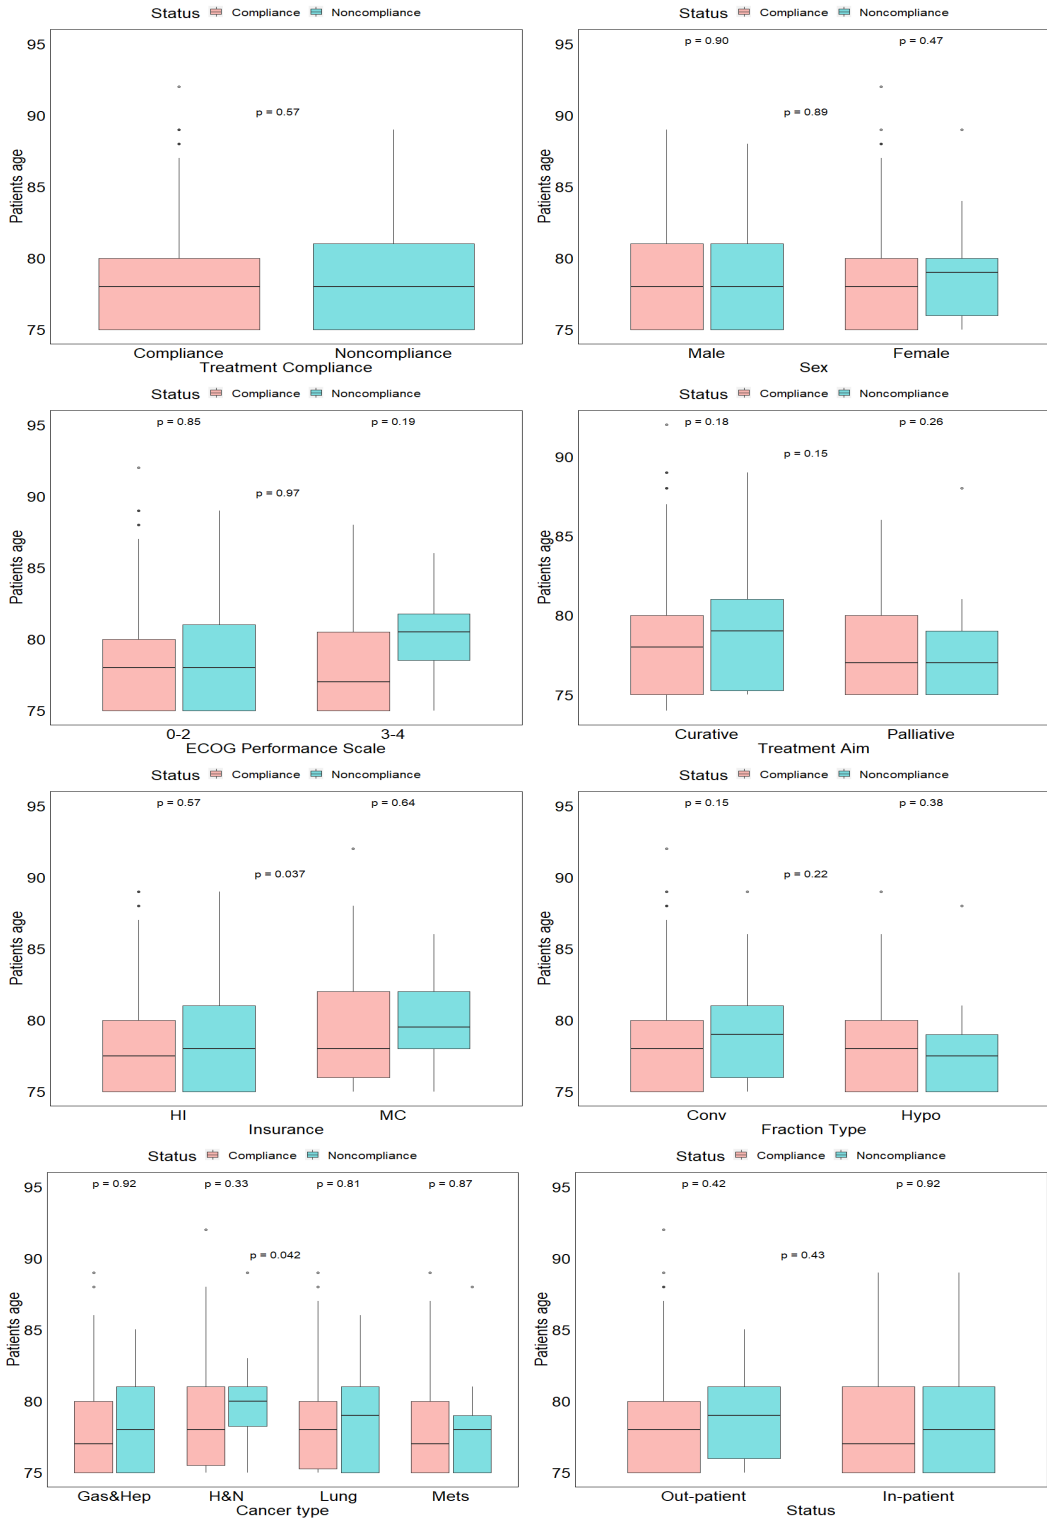 Status Compliance Noncompliance
95
90
85
80
75
Patients age
p = 0.57
Compliance Noncompliance
Treatment Compliance
Status Compliance Noncompliance
95
90
85
80
75
Patients age
p = 0.90 p = 0.47
p = 0.89
Male Female
Sex
Status Compliance Noncompliance
95
90
85
80
75
Patients age
p = 0.85 p = 0.19
p = 0.97
0-2 3-4
ECOG Performance Scale
Status Compliance Noncompliance
90
85
80
75
Patients age
p = 0.18 p = 0.26
p = 0.15
Curative Palliative
Treatment Aim
Status Compliance Noncompliance
95
90
85
80
75
Patients age
p = 0.57 p = 0.64
p = 0.037
HI MC
Insurance
Status Compliance Noncompliance
95
90
85
80
75
Patients age
p = 0.15 p = 0.38
p = 0.22
Conv Hypo
Fraction Type
Status Compliance Noncompliance
95
90
85
80
75
Patients age
p = 0.92 p = 0.33 p = 0.81 p = 0.87
p = 0.042
Gas&Hep H&N Lung Mets
Cancer type
Status Compliance Noncompliance
95
90
85
80
75
Patients age
p = 0.42 p = 0.92
p = 0.43
Out-patient In-patient
Status